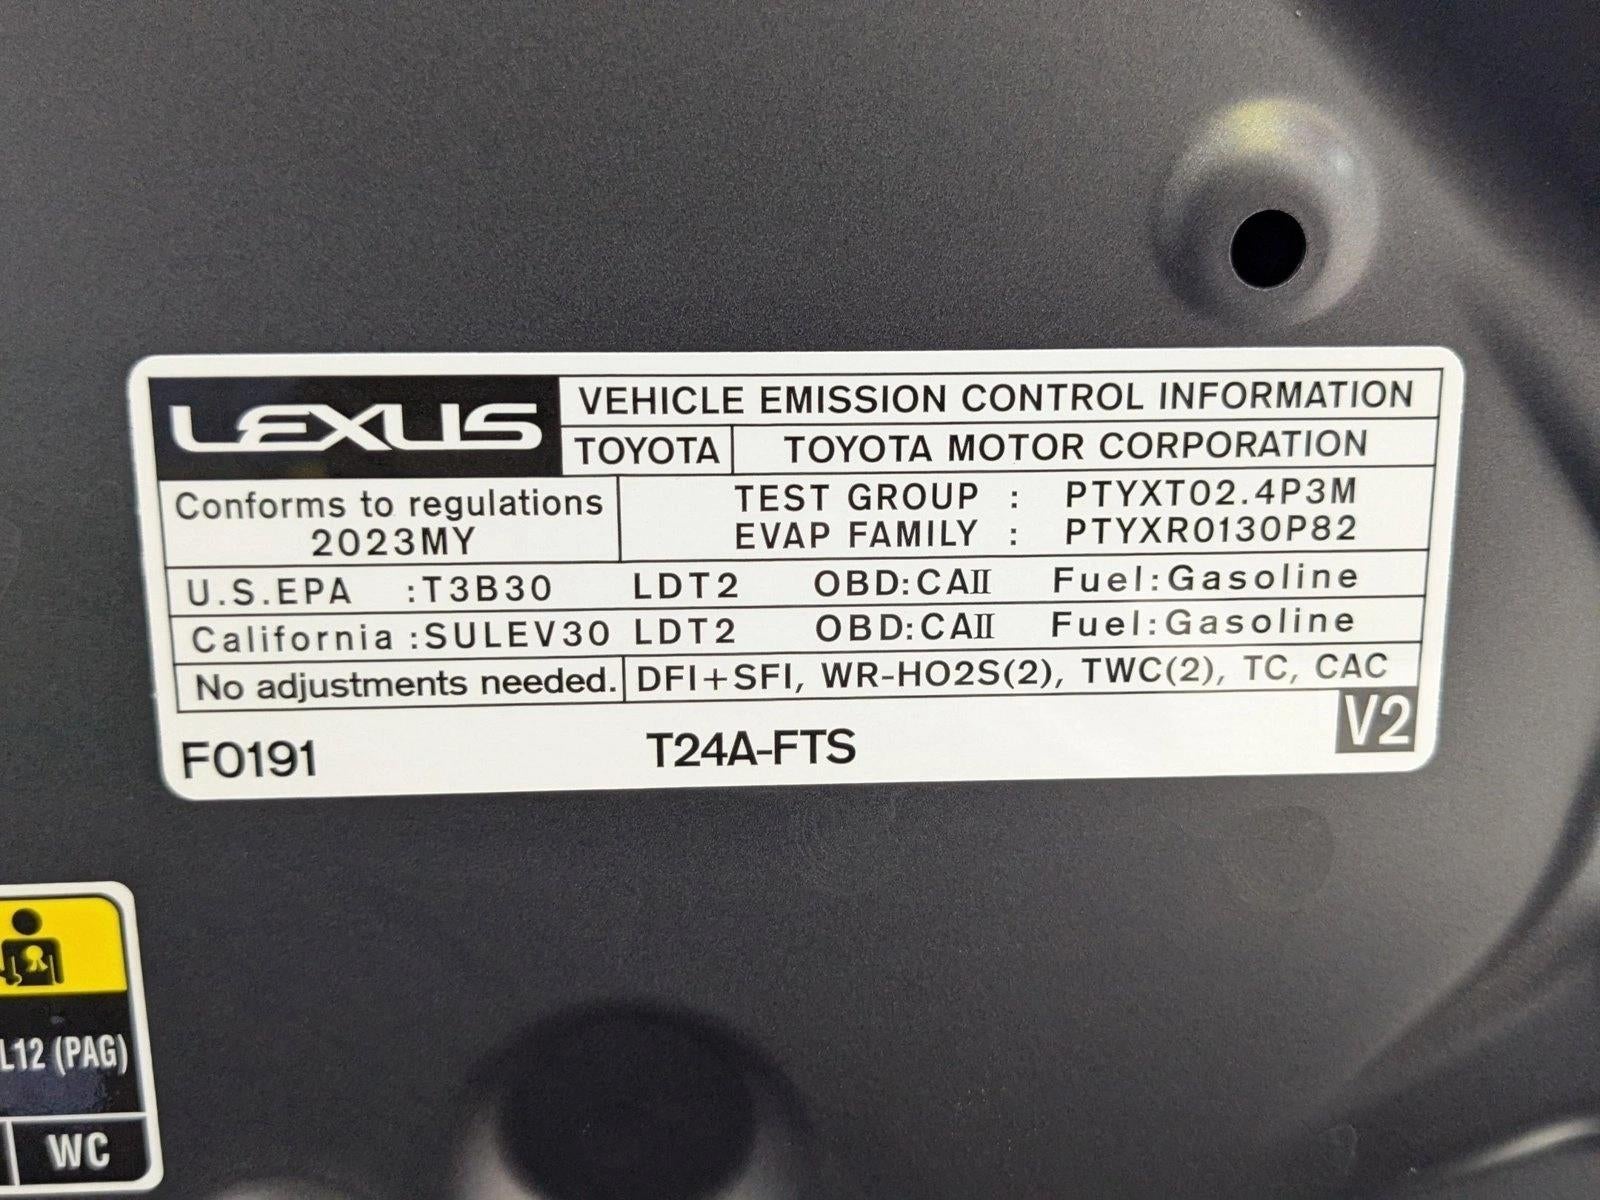 LEXUS
VEHICLE EMISSION CONTROL INFORMATION
TOYOTA TOYOTA MOTOR CORPORATION
Conforms to regulations
2023MY
TEST GROUP : PTYXT02.4P3M
EVAP FAMILY : PTYXR0130P82
U.S.EPA :T3B30 LDT2 OBD:CAII Fuel:Gasoline
California :SULEV30 LDT2 OBD:CAII Fuel:Gasoline
No adjustments needed. DFI+SFI, WR-HO2S(2), TWC(2), TC, CAC
F0191 T24A-FTS V2
L12 (PAG)
WC